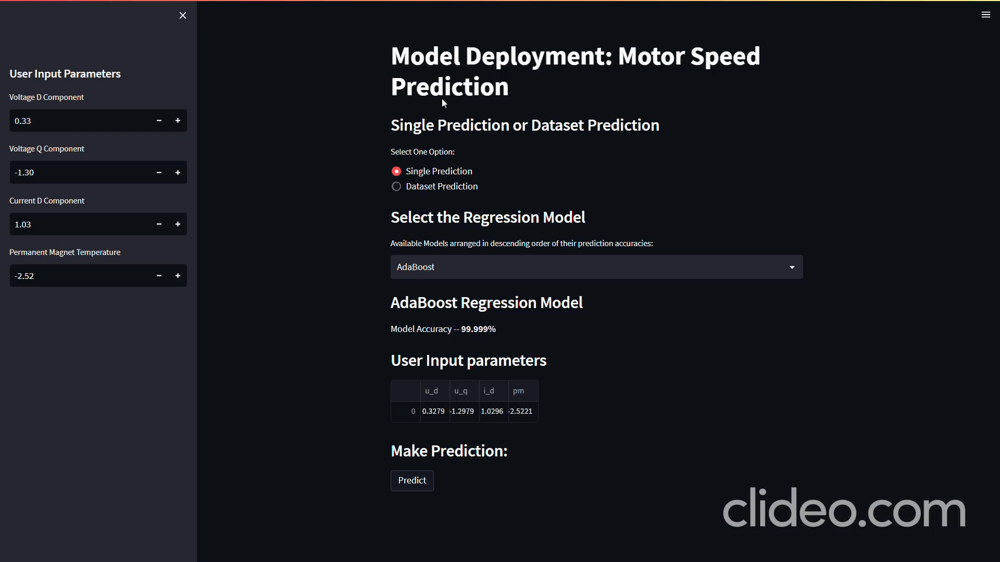 User Input Parameters
Voltage D Component
0.33
Voltage Q Component
-1.30
Current D Component
1.03
Permanent Magnet Temperature
-2.52
Model Deployment: Motor Speed
Prediction
Single Prediction or Dataset Prediction
Select One Option:
Single Prediction
Dataset Prediction
Select the Regression Model
Available Models arranged in descending order of their prediction accuracies:
AdaBoost
AdaBoost Regression Model
Model Accuracy -- 99.999%
User Input parameters
u_d u_q i_d pm
0 0.3279 -1.2979 1.0296 -2.5221
Make Prediction:
Predict
clideo.com